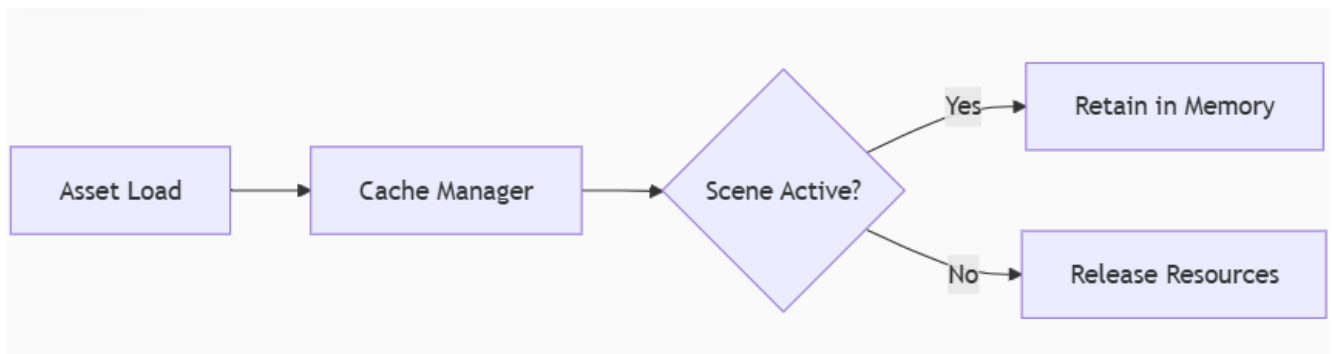 Asset Load
Cache Manager
Scene Active?
Yes
Retain in Memory
No
Release Resources